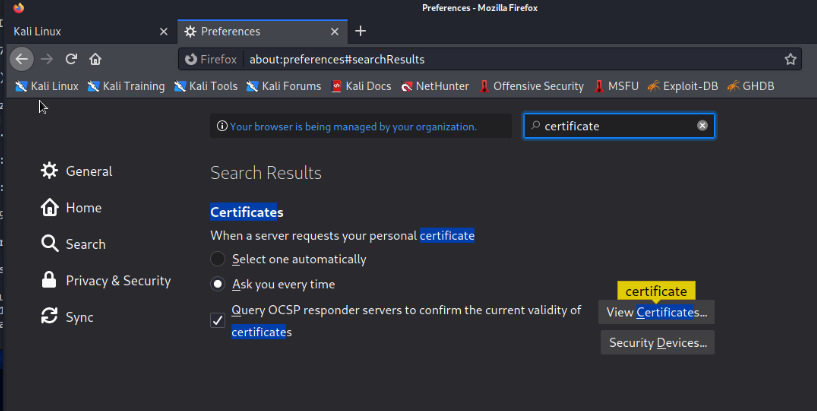 Preferences - Mozilla Firefox
Kali Linux
Preferences
Firefox about:preferences#searchResults
Kali Linux Kali Training Kali Tools Kali Forums Kali Docs NetHunter Offensive Security MSFU Exploit-DB GHDB
Your browser is being managed by your organization.
certificate
General
Home
Search
Privacy & Security
Sync
Search Results
Certificates
When a server requests your personal certificate
Select one automatically
Ask you every time
Query OCSP responder servers to confirm the current validity of
certificates
certificate
View Certificates...
Security Devices...